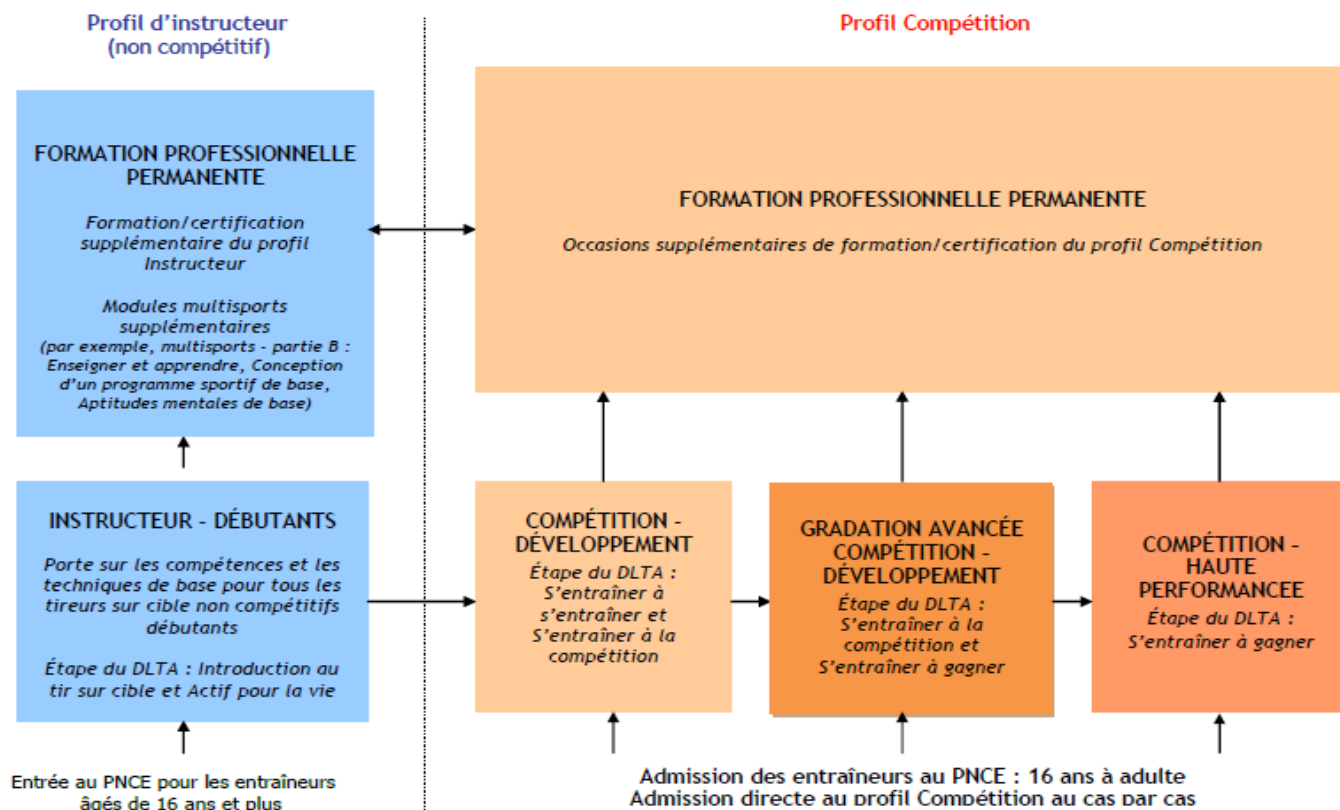 Profil d'instructeur
(non compétitif)
Profil Compétition
FORMATION PROFESSIONNELLE
PERMANENTE
Formation/certification
supplémentaire du profil
Instructeur
Modules multisports
supplémentaires
(par exemple, multisports - partie B :
Enseigner et apprendre, Conception
d'un programme sportif de base,
Aptitudes mentales de base)
FORMATION PROFESSIONNELLE PERMANENTE
Occasions supplémentaires de formation/certification du profil Compétition
INSTRUCTEUR - DÉBUTANTS
Porte sur les compétences et les
techniques de base pour tous les
tireurs sur cible non compétitifs
débutants
Étape du DLTA : Introduction au
tir sur cible et Actif pour la vie
COMPÉTITION -
DÉVELOPPEMENT
Étape du DLTA :
S'entraîner à
s'entraîner et
S'entraîner à la
compétition
GRADATION AVANCÉE
COMPÉTITION -
DÉVELOPPEMENT
Étape du DLTA :
S'entraîner à la
compétition et
S'entraîner à gagner
COMPÉTITION -
HAUTE
PERFORMANCEE
Étape du DLTA :
S'entraîner à gagner
Entrée au PNCE pour les entraîneurs
âgés de 16 ans et plus
Admission des entraîneurs au PNCE : 16 ans à adulte
Admission directe au profil Compétition au cas par cas